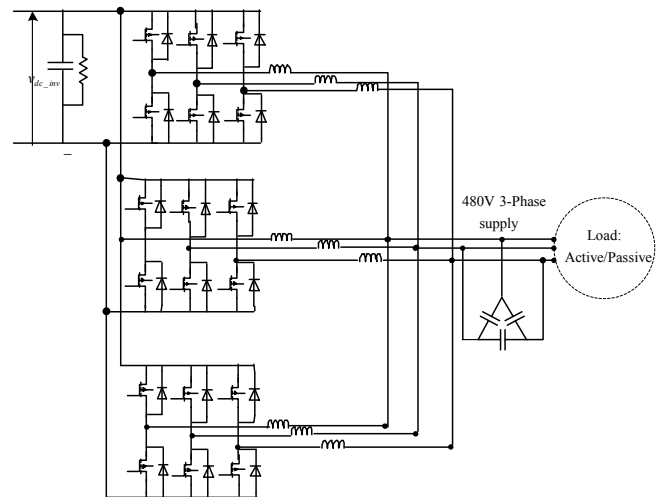 v_dc_inv
−
480V 3-Phase
supply
Load:
Active/Passive